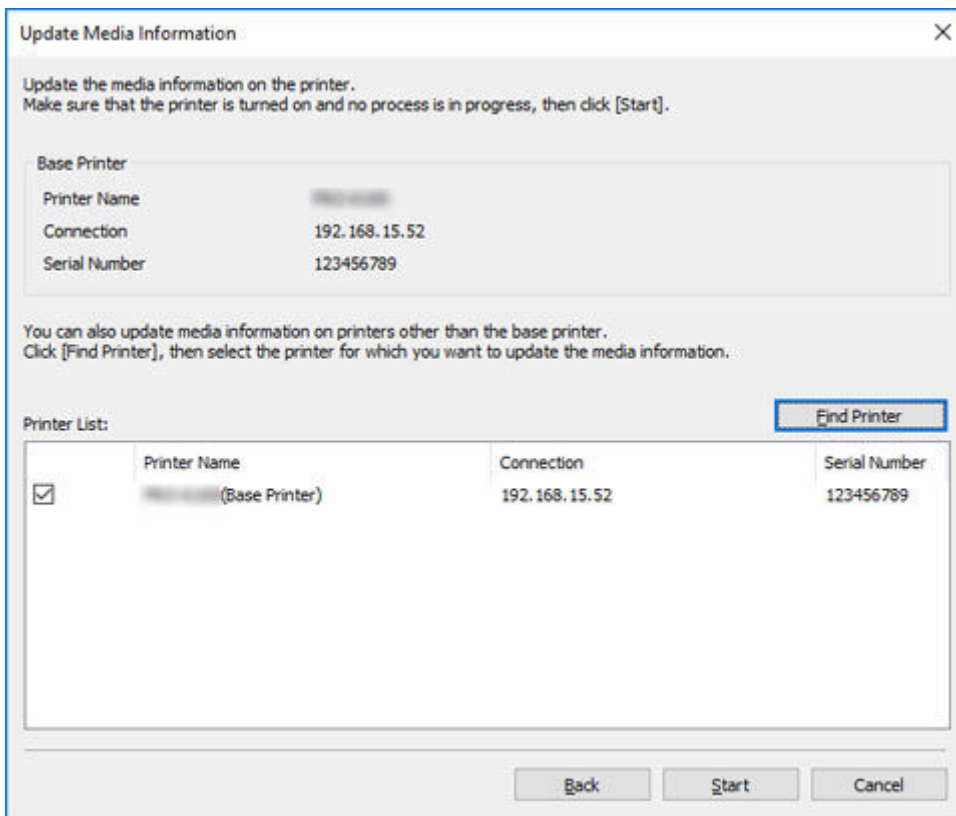 Update Media Information
Update the media information on the printer.
Make sure that the printer is turned on and no process is in progress, then click [Start].
Base Printer
Printer Name
Connection 192.168.15.52
Serial Number 123456789
You can also update media information on printers other than the base printer.
Click [Find Printer], then select the printer for which you want to update the media information.
Find Printer
Printer List:
Printer Name Connection Serial Number
(Base Printer) 192.168.15.52 123456789
Back Start Cancel